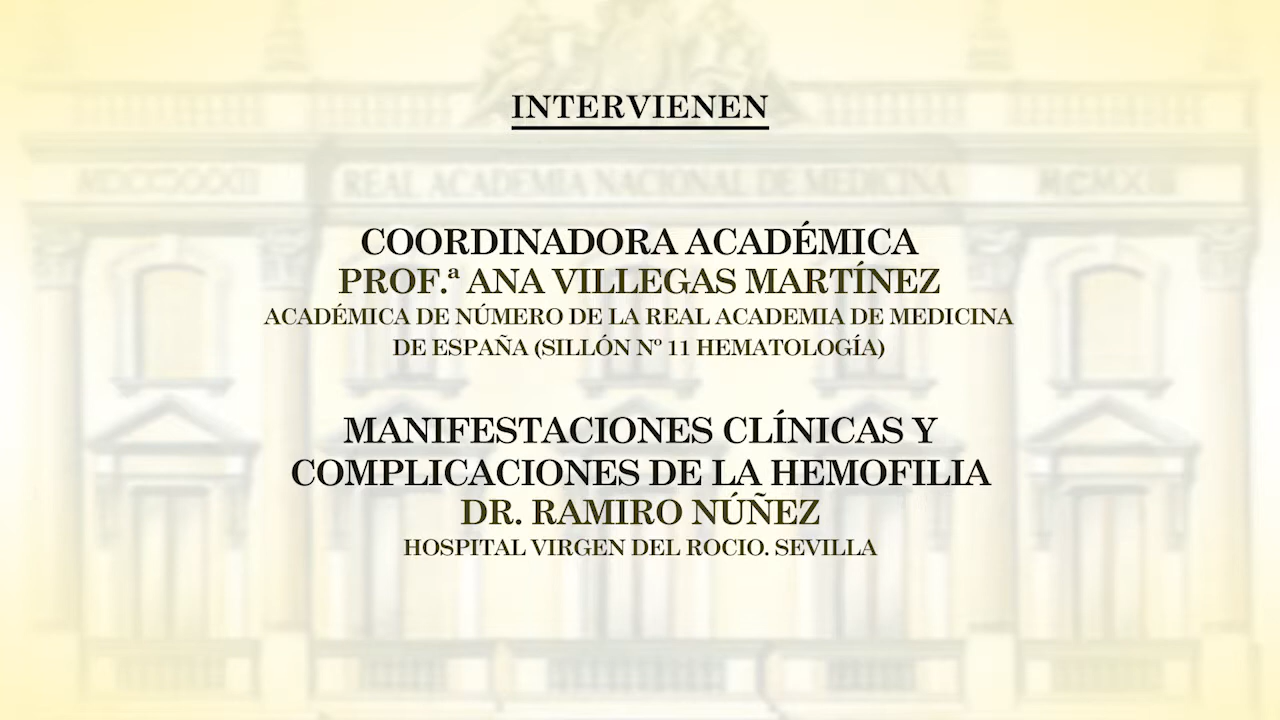 INTERVIENEN
MDCCXXXII REAL ACADEMIA NACIONAL DE MEDICINA MCMXIII
COORDINADORA ACADÉMICA
PROF.ª ANA VILLEGAS MARTÍNEZ
ACADÉMICA DE NÚMERO DE LA REAL ACADEMIA DE MEDICINA
DE ESPAÑA (SILLÓN Nº 11 HEMATOLOGÍA)
MANIFESTACIONES CLÍNICAS Y
COMPLICACIONES DE LA HEMOFILIA
DR. RAMIRO NÚÑEZ
HOSPITAL VIRGEN DEL ROCIO. SEVILLA